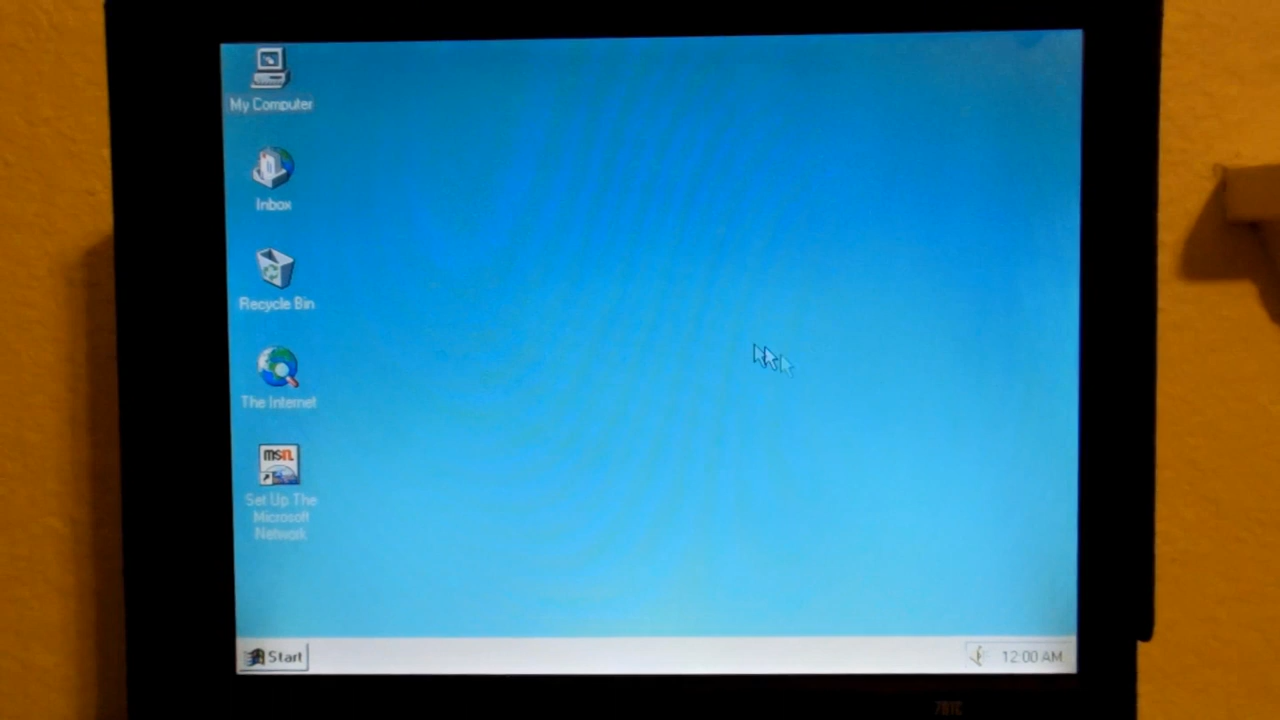 My Computer
Inbox
Recycle Bin
The Internet
msn
Set Up The
Microsoft
Network
Start
12:00 AM